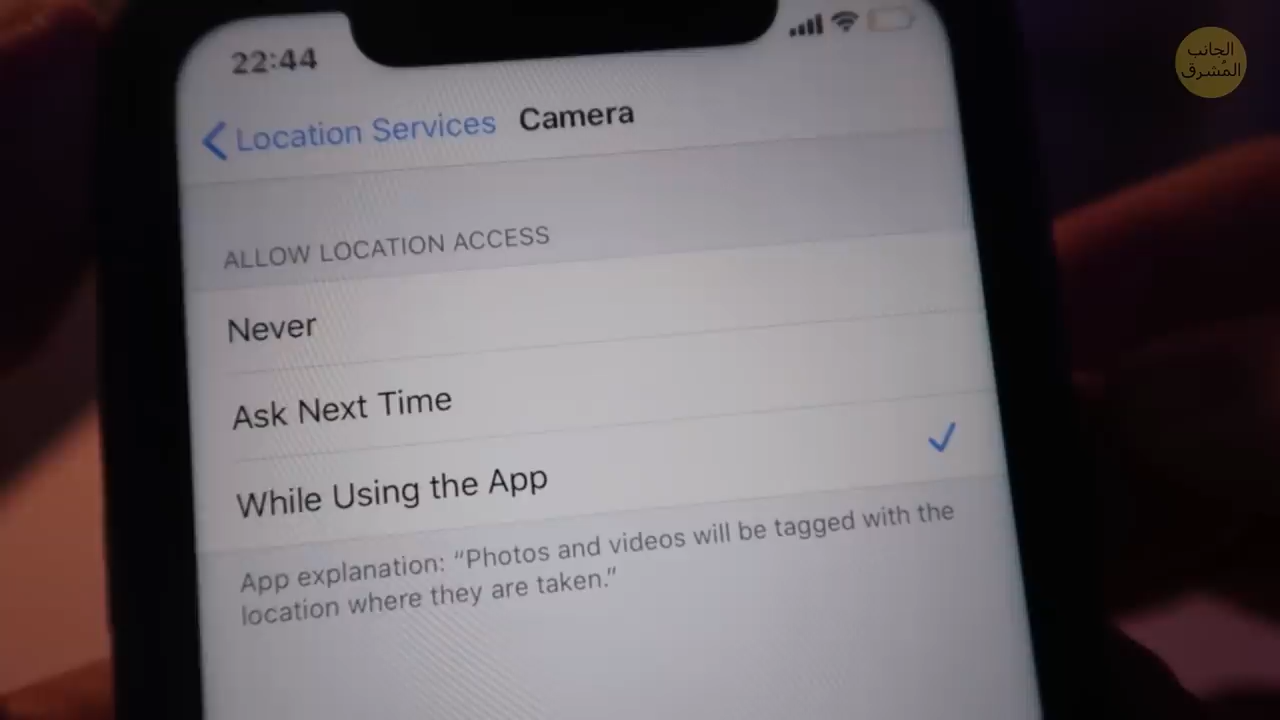 22:44
الجانب
المُشرق
Location Services Camera
ALLOW LOCATION ACCESS
Never
Ask Next Time
While Using the App
App explanation: “Photos and videos will be tagged with the
location where they are taken.”